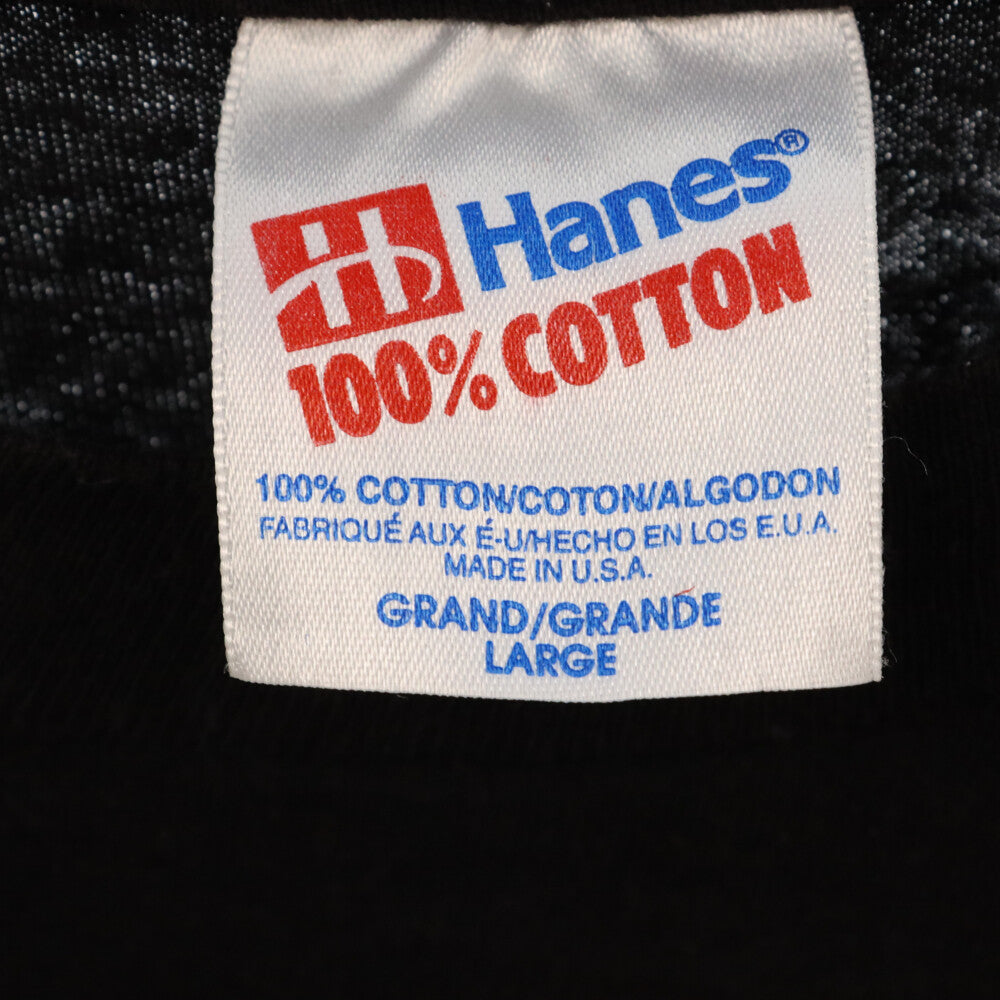 Hanes®
100% COTTON
100% COTTON/COTON/ALGODON
FABRIQUÉ AUX É-U/HECHO EN LOS E.U.A.
MADE IN U.S.A.
GRAND/GRANDE
LARGE